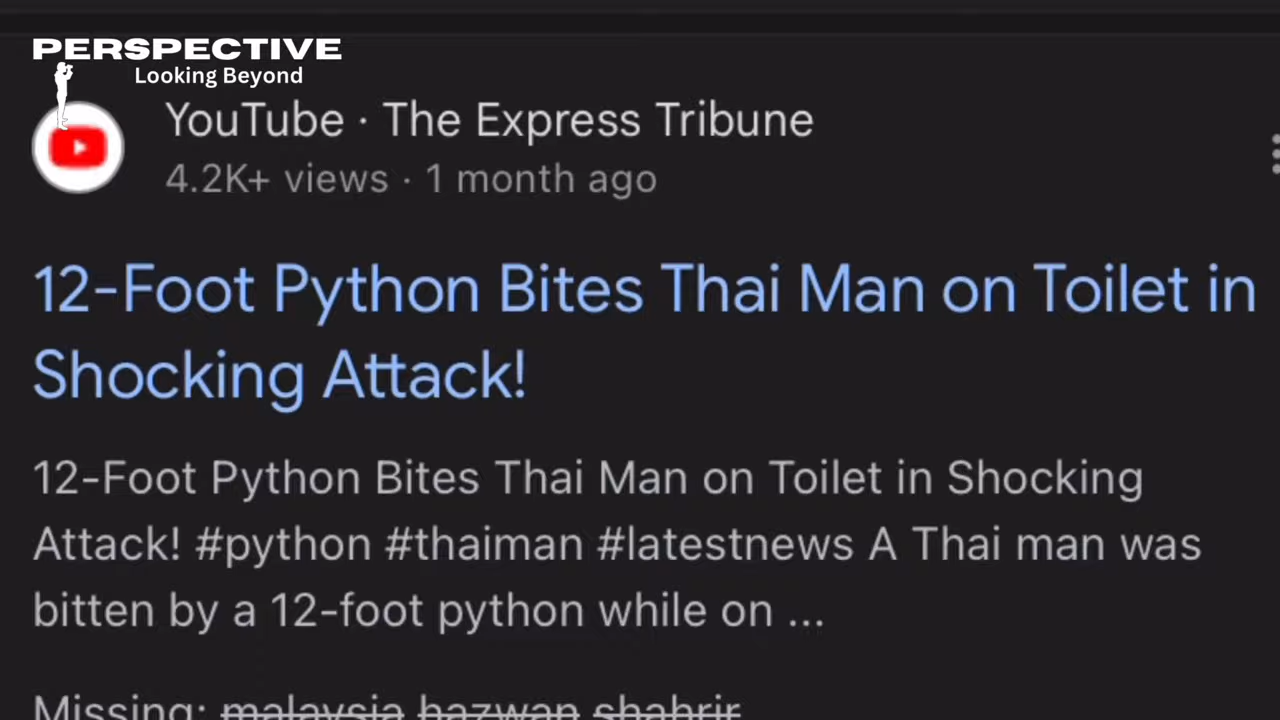 PERSPECTIVE
Looking Beyond
YouTube · The Express Tribune
4.2K+ views · 1 month ago
12-Foot Python Bites Thai Man on Toilet in
Shocking Attack!
12-Foot Python Bites Thai Man on Toilet in Shocking
Attack! #python #thaiman #latestnews A Thai man was
bitten by a 12-foot python while on ...
Missing: malaysia hazwan shahrir